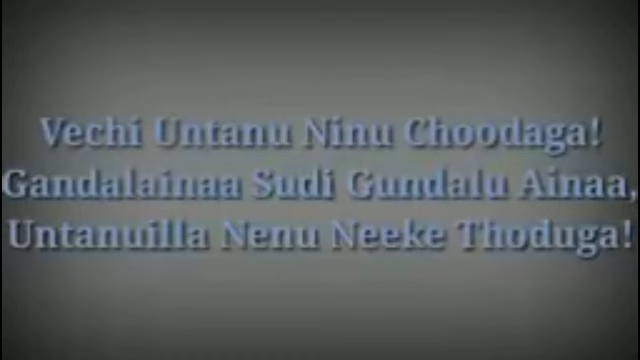 Vechi Untanu Ninu Choodaga!
Gandalainaa Sudi Gundalu Ainaa,
Untanuilla Nenu Neeke Thoduga!